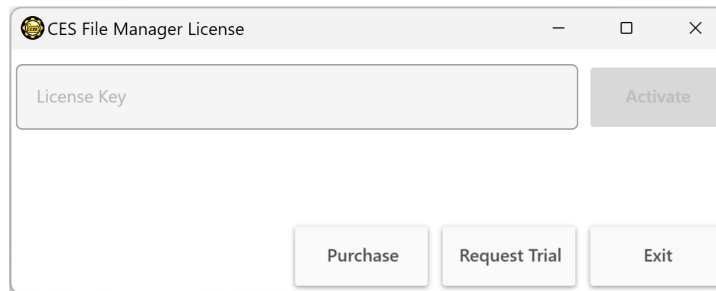 CES File Manager License
License Key
Activate
Purchase
Request Trial
Exit